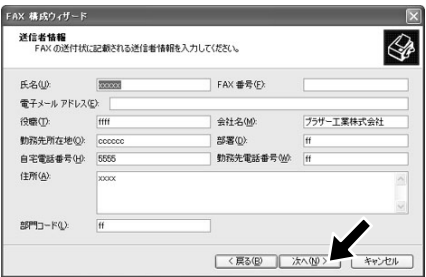 FAX 構成ウィザード
送信者情報
FAX の送付状に記載される送信者情報を入力してください。
氏名(U): xxxxxx FAX 番号(F):
電子メール アドレス(E):
役職(T): ffff 会社名(M): ブラザー工業株式会社
勤務先所在地(O): cccccc 部署(D): ff
自宅電話番号(H): 5555 勤務先電話番号(W): ff
住所(A): xxxx
部門コード(L): ff
< 戻る(B) 次へ(N) > キャンセル